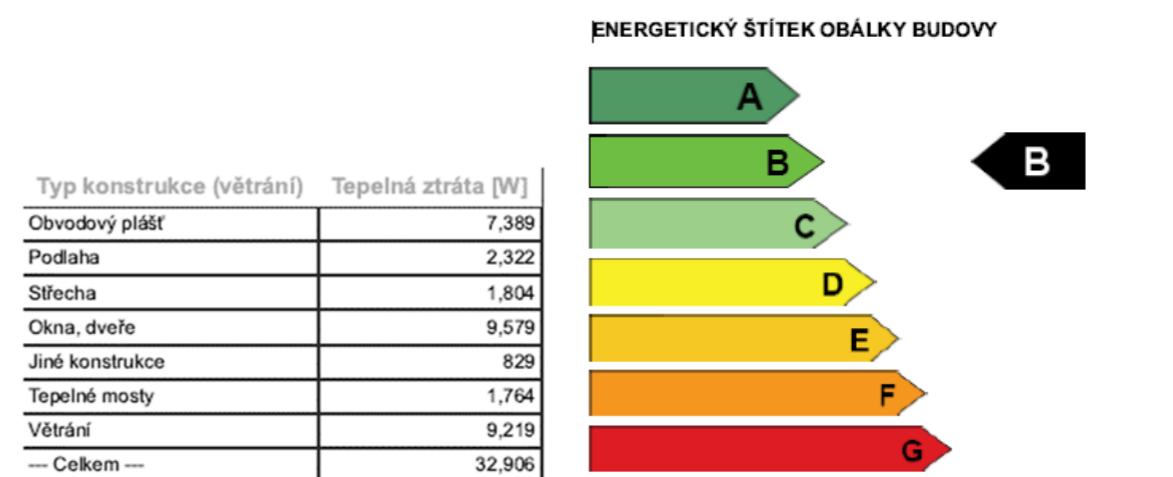 ENERGETICKÝ ŠTÍTEK OBÁLKY BUDOVY
A
B
B
C
D
E
F
G
Typ konstrukce (větrání) Tepelná ztráta [W]
Obvodový plášť 7,389
Podlaha 2,322
Střecha 1,804
Okna, dveře 9,579
Jiné konstrukce 829
Tepelné mosty 1,764
Větrání 9,219
--- Celkem --- 32,906